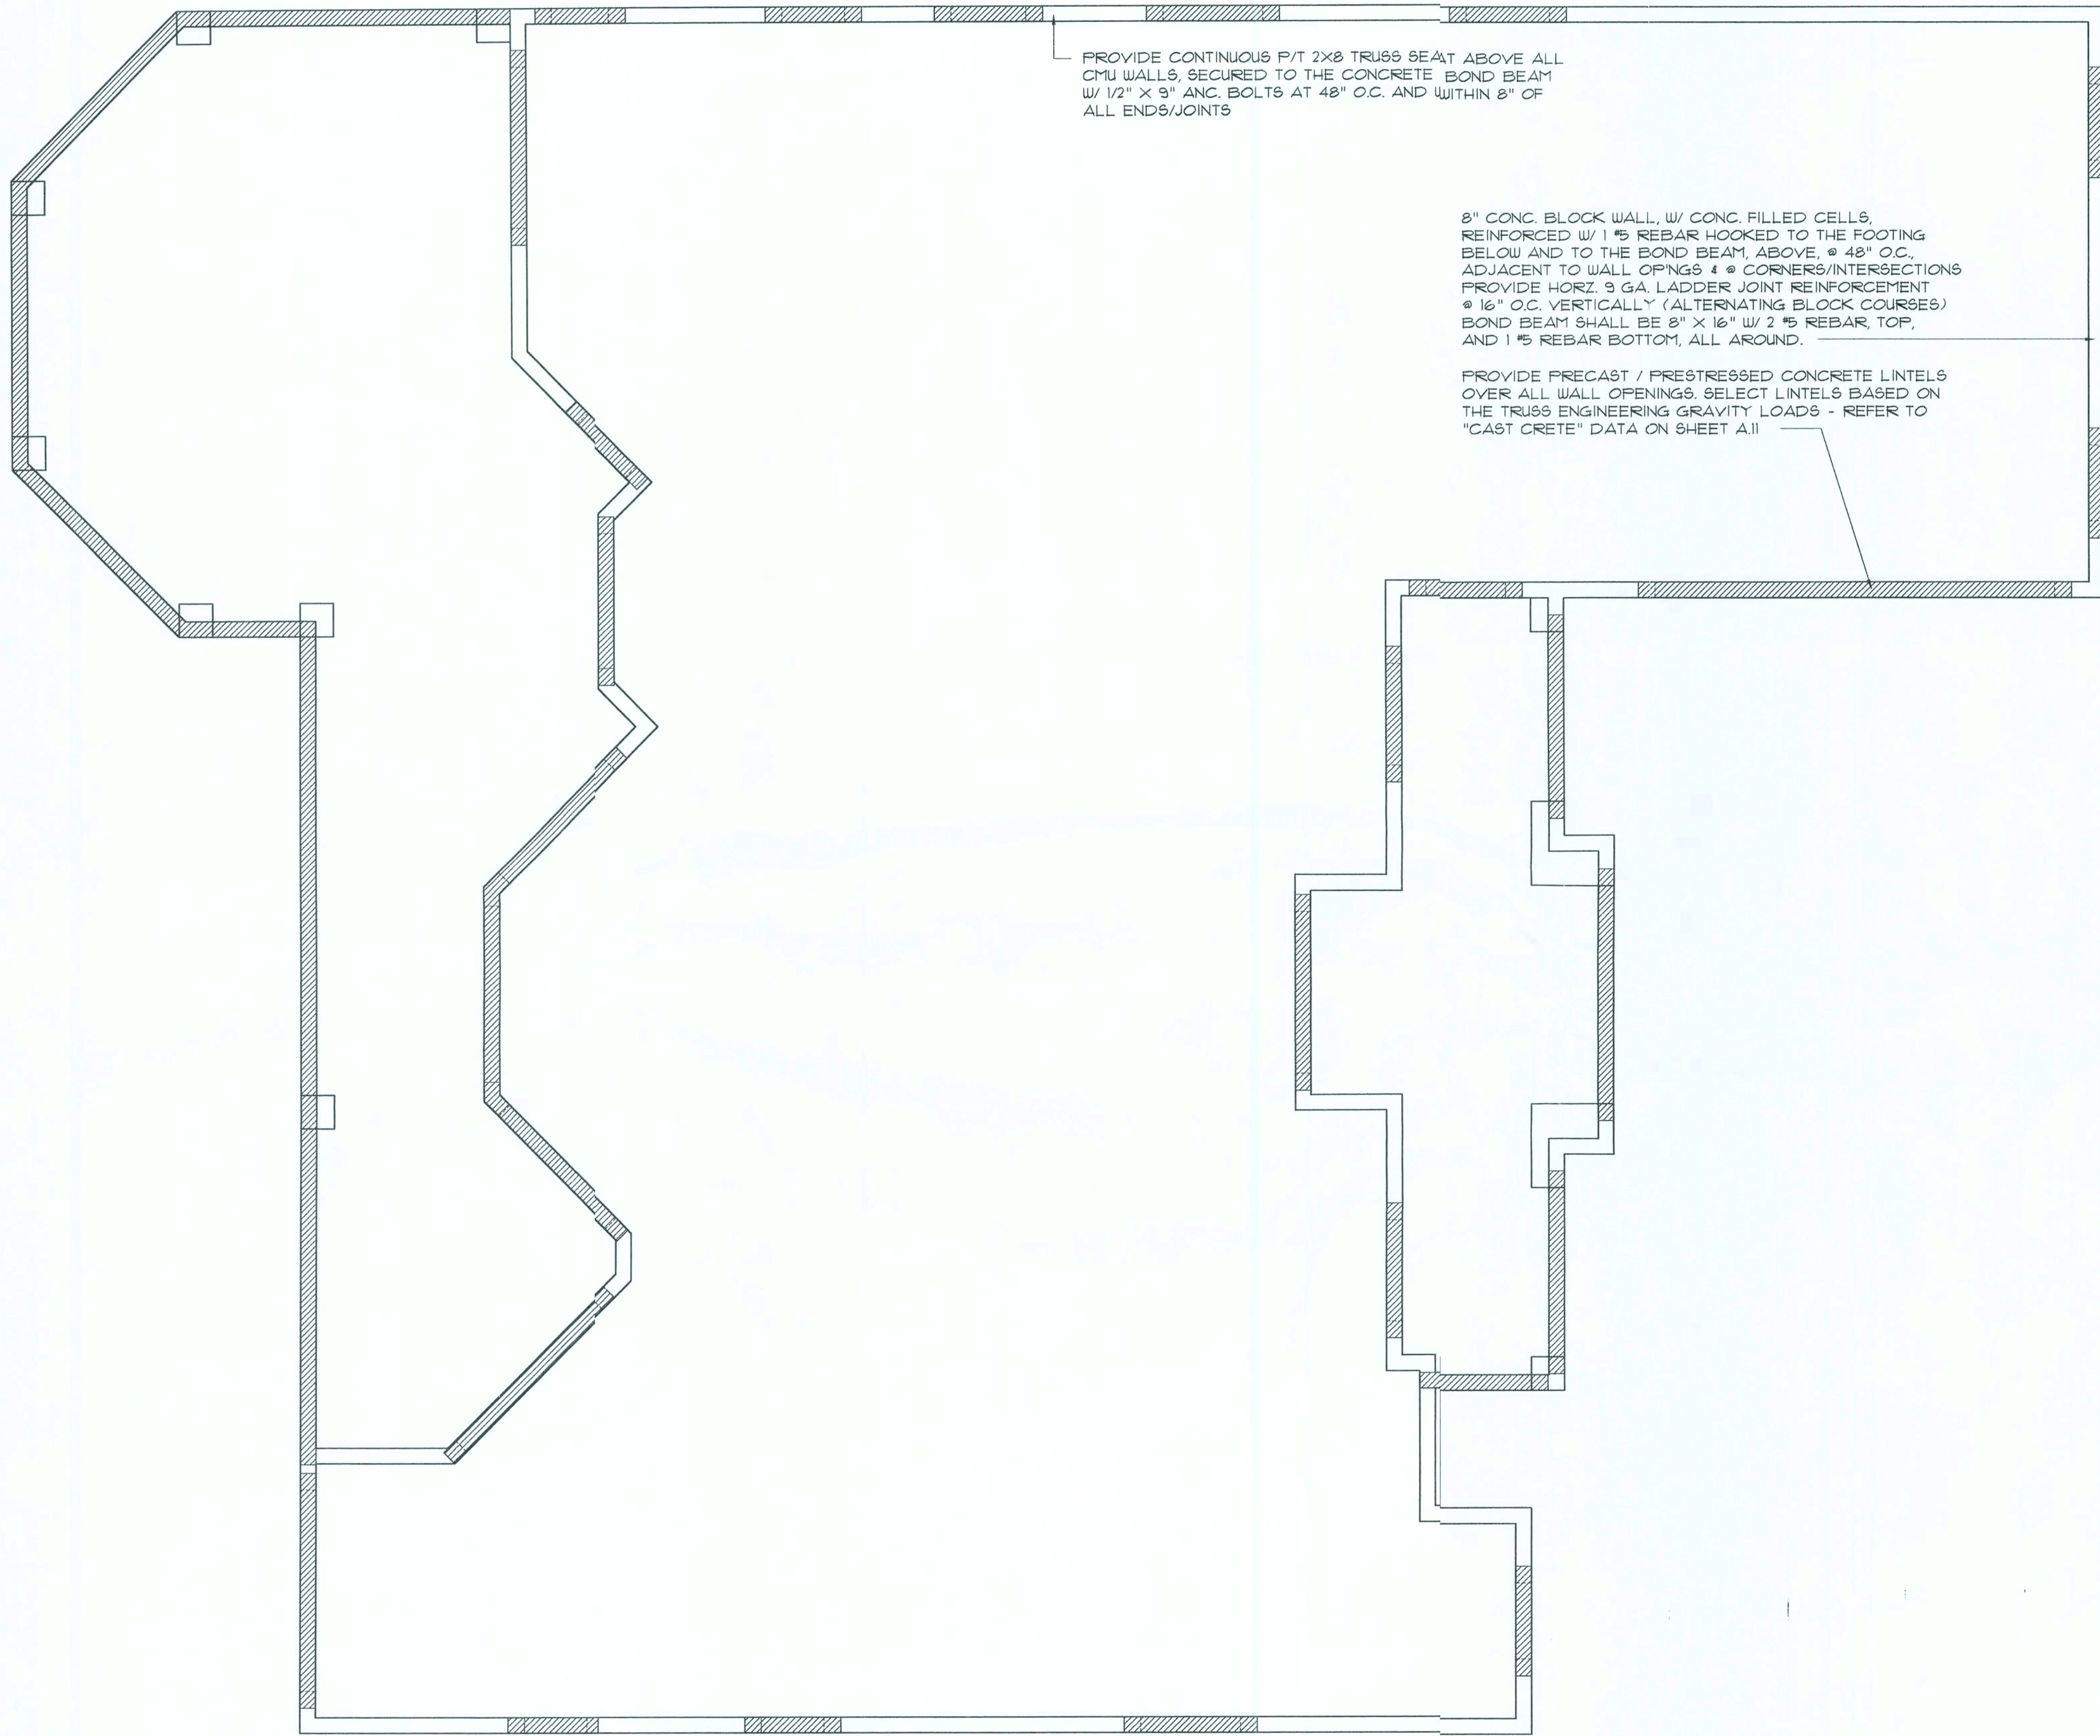 PROVIDE CONTINUOUS P/T 2X8 TRUSS SEAT ABOVE ALL
CMU WALLS, SECURED TO THE CONCRETE BOND BEAM
W/ 1/2" X 9" ANC. BOLTS AT 48" O.C. AND WITHIN 8" OF
ALL ENDS/JOINTS
8" CONC. BLOCK WALL, W/ CONC. FILLED CELLS,
REINFORCED W/ 1 #5 REBAR HOOKED TO THE FOOTING
BELOW AND TO THE BOND BEAM, ABOVE, @ 48" O.C.,
ADJACENT TO WALL OP'NGS & @ CORNERS/INTERSECTIONS
PROVIDE HORZ. 9 GA. LADDER JOINT REINFORCEMENT
@ 16" O.C. VERTICALLY (ALTERNATING BLOCK COURSES)
BOND BEAM SHALL BE 8" X 16" W/ 2 #5 REBAR, TOP,
AND 1 #5 REBAR BOTTOM, ALL AROUND.
PROVIDE PRECAST / PRESTRESSED CONCRETE LINTELS
OVER ALL WALL OPENINGS. SELECT LINTELS BASED ON
THE TRUSS ENGINEERING GRAVITY LOADS - REFER TO
"CAST CRETE" DATA ON SHEET A.11